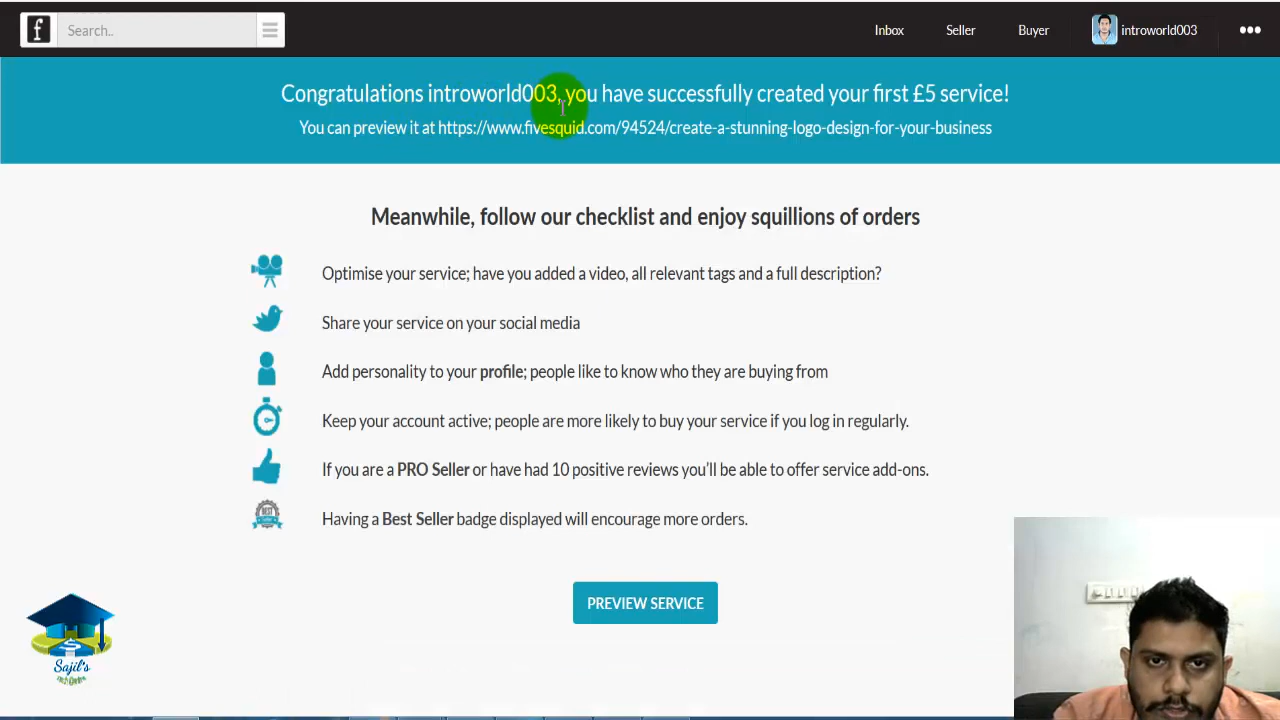 f
Search..
Inbox
Seller
Buyer
introworld003
Congratulations introworld003, you have successfully created your first £5 service!
You can preview it at https://www.fivesquid.com/94524/create-a-stunning-logo-design-for-your-business
Meanwhile, follow our checklist and enjoy squillions of orders
Optimise your service; have you added a video, all relevant tags and a full description?
Share your service on your social media
Add personality to your profile; people like to know who they are buying from
Keep your account active; people are more likely to buy your service if you log in regularly.
If you are a PRO Seller or have had 10 positive reviews you'll be able to offer service add-ons.
BEST
Having a Best Seller badge displayed will encourage more orders.
PREVIEW SERVICE
Sajil's